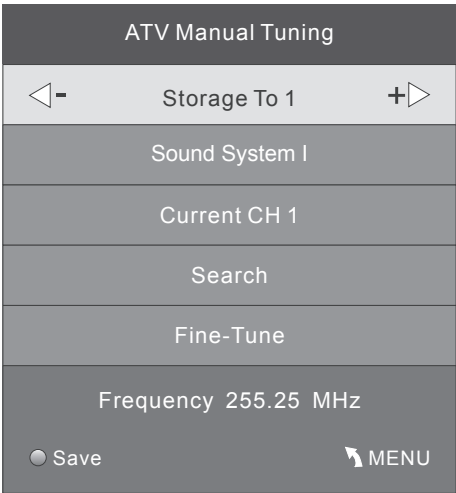 ATV Manual Tuning
- Storage To 1 +
Sound System I
Current CH 1
Search
Fine-Tune
Frequency 255.25 MHz
Save MENU